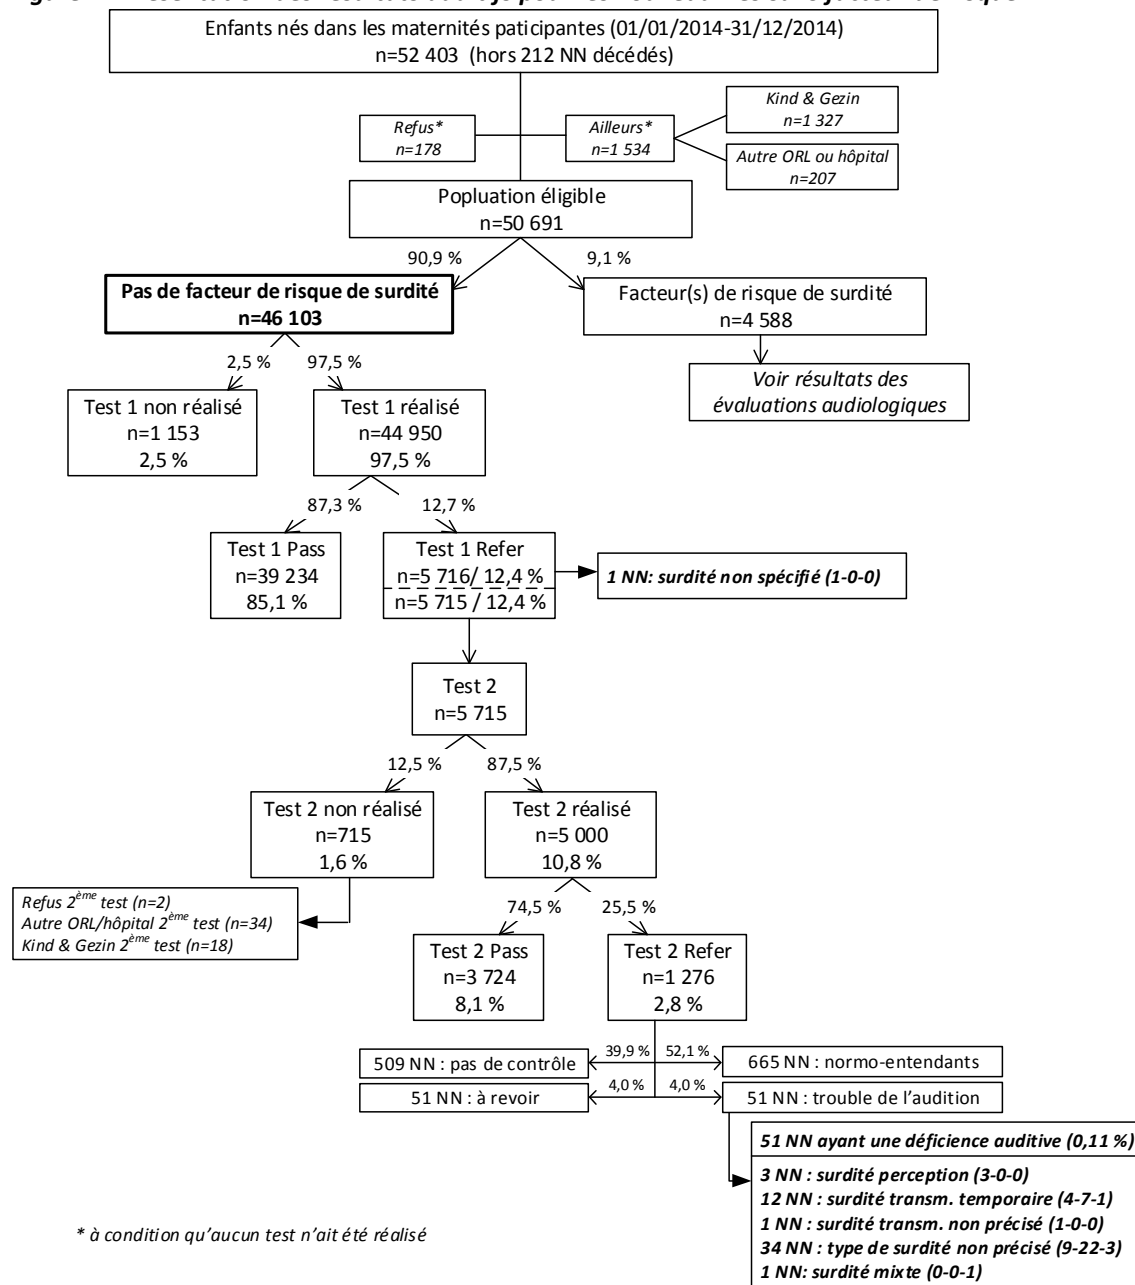 Enfants nés dans les maternités paticipantes (01/01/2014-31/12/2014)
n=52 403 (hors 212 NN décédés)
Kind & Gezin
n=1 327
Refus*
n=178
Ailleurs*
n=1 534
Autre ORL ou hôpital
n=207
Popluation éligible
n=50 691
90,9 %
9,1 %
Pas de facteur de risque de surdité
n=46 103
Facteur(s) de risque de surdité
n=4 588
2,5 %
97,5 %
Voir résultats des
évaluations audiologiques
Test 1 non réalisé
n=1 153
2,5 %
Test 1 réalisé
n=44 950
97,5 %
87,3 %
12,7 %
Test 1 Pass
n=39 234
85,1 %
Test 1 Refer
n=5 716/ 12,4 %
n=5 715 / 12,4 %
1 NN: surdité non spécifié (1-0-0)
Test 2
n=5 715
12,5 %
87,5 %
Test 2 non réalisé
n=715
1,6 %
Test 2 réalisé
n=5 000
10,8 %
Refus 2ème test (n=2)
Autre ORL/hôpital 2ème test (n=34)
Kind & Gezin 2ème test (n=18)
74,5 %
25,5 %
Test 2 Pass
n=3 724
8,1 %
Test 2 Refer
n=1 276
2,8 %
509 NN : pas de contrôle
39,9 %
52,1 %
665 NN : normo-entendants
51 NN : à revoir
4,0 %
4,0 %
51 NN : trouble de l'audition
51 NN ayant une déficience auditive (0,11 %)
3 NN : surdité perception (3-0-0)
12 NN : surdité transm. temporaire (4-7-1)
1 NN : surdité transm. non précisé (1-0-0)
34 NN : type de surdité non précisé (9-22-3)
1 NN: surdité mixte (0-0-1)
* à condition qu'aucun test n'ait été réalisé